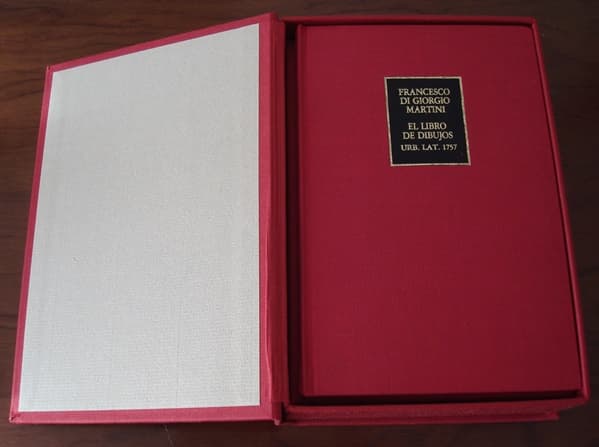 FRANCESCO
DI GIORGIO
MARTINI
EL LIBRO
DE DIBUJOS
URB. LAT. 1757